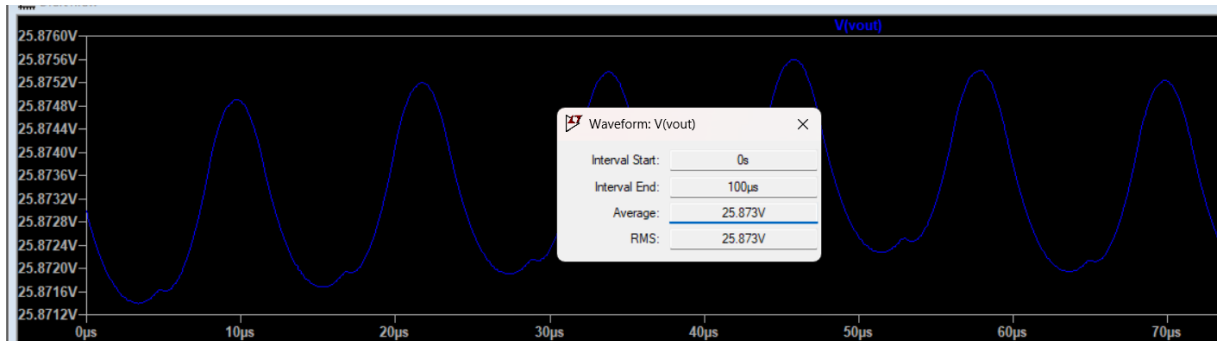 V(vout)
25.8760V
25.8756V
25.8752V
25.8748V
25.8744V
25.8740V
25.8736V
25.8732V
25.8728V
25.8724V
25.8720V
25.8716V
25.8712V
Waveform: V(vout)
Interval Start: 0s
Interval End: 100µs
Average: 25.873V
RMS: 25.873V
0µs 10µs 20µs 30µs 40µs 50µs 60µs 70µs